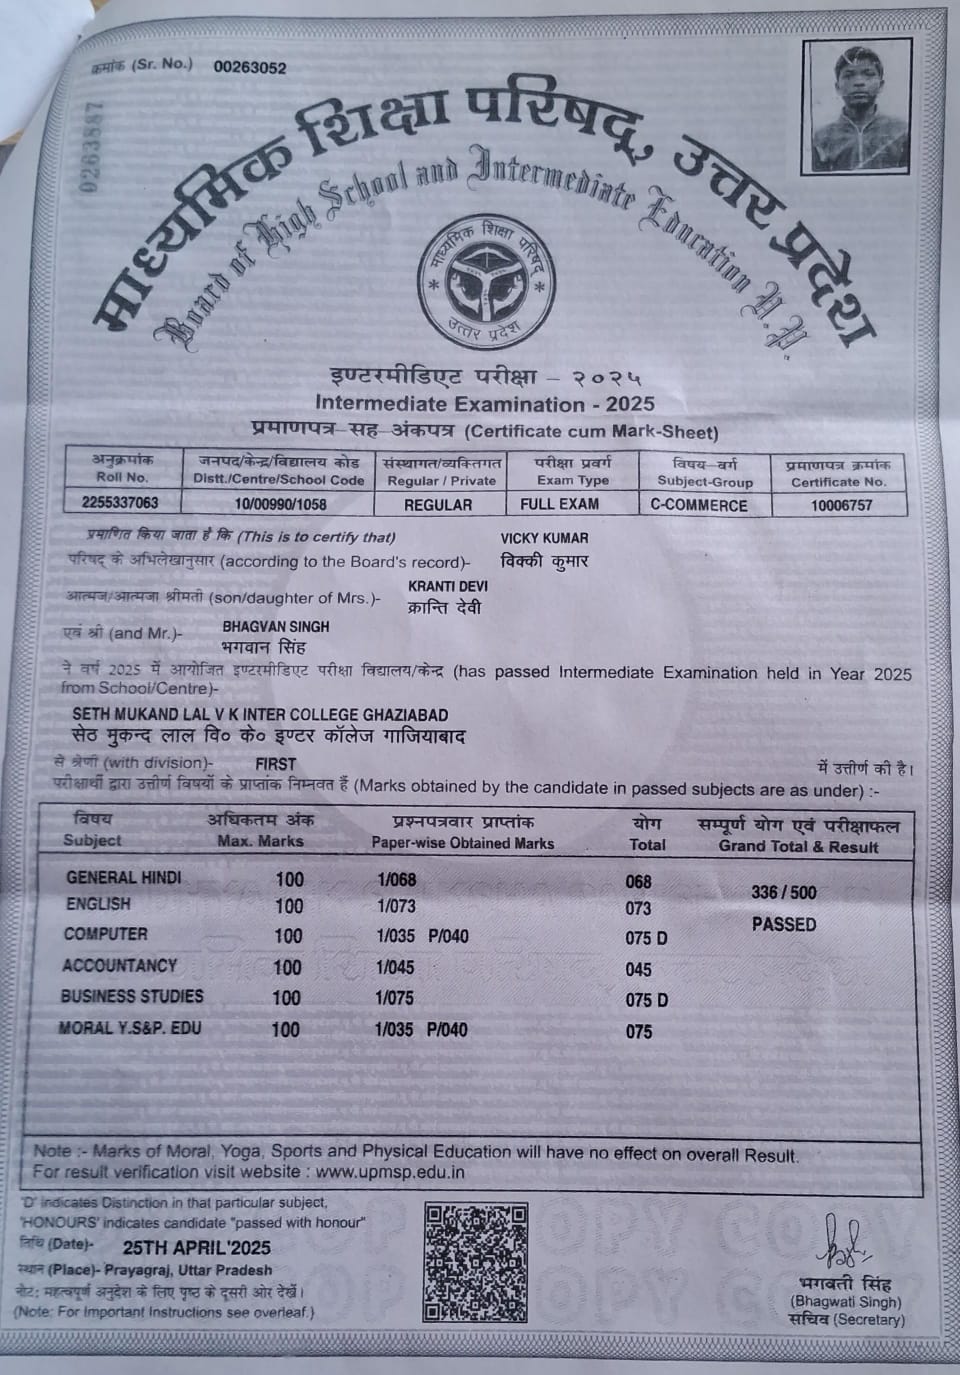 क्रमांक (Sr. No.) 00263052
0263887
माध्यमिक शिक्षा परिषद्, उत्तर प्रदेश
Board of High School and Intermediate Education U.P.
माध्यमिक शिक्षा परिषद्
* *
उत्तर प्रदेश
इण्टरमीडिएट परीक्षा – २०२५
Intermediate Examination - 2025
प्रमाणपत्र-सह-अंकपत्र (Certificate cum Mark-Sheet)
अनुक्रमांक जनपद/केन्द्र/विद्यालय कोड संस्थागत/व्यक्तिगत परीक्षा प्रवर्ग विषय-वर्ग प्रमाणपत्र क्रमांक
Roll No. Distt./Centre/School Code Regular / Private Exam Type Subject-Group Certificate No.
2255337063 10/00990/1058 REGULAR FULL EXAM C-COMMERCE 10006757
प्रमाणित किया जाता है कि (This is to certify that) VICKY KUMAR
परिषद् के अभिलेखानुसार (according to the Board's record)- विक्की कुमार
KRANTI DEVI
आत्मज/आत्मजा श्रीमती (son/daughter of Mrs.)- क्रान्ति देवी
एवं श्री (and Mr.)- BHAGVAN SINGH
भगवान सिंह
ने वर्ष 2025 में आयोजित इण्टरमीडिएट परीक्षा विद्यालय/केन्द्र (has passed Intermediate Examination held in Year 2025
from School/Centre)-
SETH MUKAND LAL V K INTER COLLEGE GHAZIABAD
सेठ मुकन्द लाल वि० के० इण्टर कॉलेज गाजियाबाद
से श्रेणी (with division)- FIRST में उत्तीर्ण की है।
परीक्षार्थी द्वारा उत्तीर्ण विषयों के प्राप्तांक निम्नवत हैं (Marks obtained by the candidate in passed subjects are as under) :-
विषय अधिकतम अंक प्रश्नपत्रवार प्राप्तांक योग सम्पूर्ण योग एवं परीक्षाफल
Subject Max. Marks Paper-wise Obtained Marks Total Grand Total & Result
GENERAL HINDI 100 1/068 068 336 / 500
ENGLISH 100 1/073 073 PASSED
COMPUTER 100 1/035 P/040 075 D
ACCOUNTANCY 100 1/045 045
BUSINESS STUDIES 100 1/075 075 D
MORAL Y.S&P. EDU 100 1/035 P/040 075
Note :- Marks of Moral, Yoga, Sports and Physical Education will have no effect on overall Result.
For result verification visit website : www.upmsp.edu.in
'D' indicates Distinction in that particular subject,
'HONOURS' indicates candidate "passed with honour"
तिथि (Date)- 25TH APRIL'2025
स्थान (Place)- Prayagraj, Uttar Pradesh
नोट: महत्वपूर्ण अनुदेश के लिए पृष्ठ के दूसरी ओर देखें।
(Note: For Important Instructions see overleaf.)
भगवती सिंह
(Bhagwati Singh)
सचिव (Secretary)